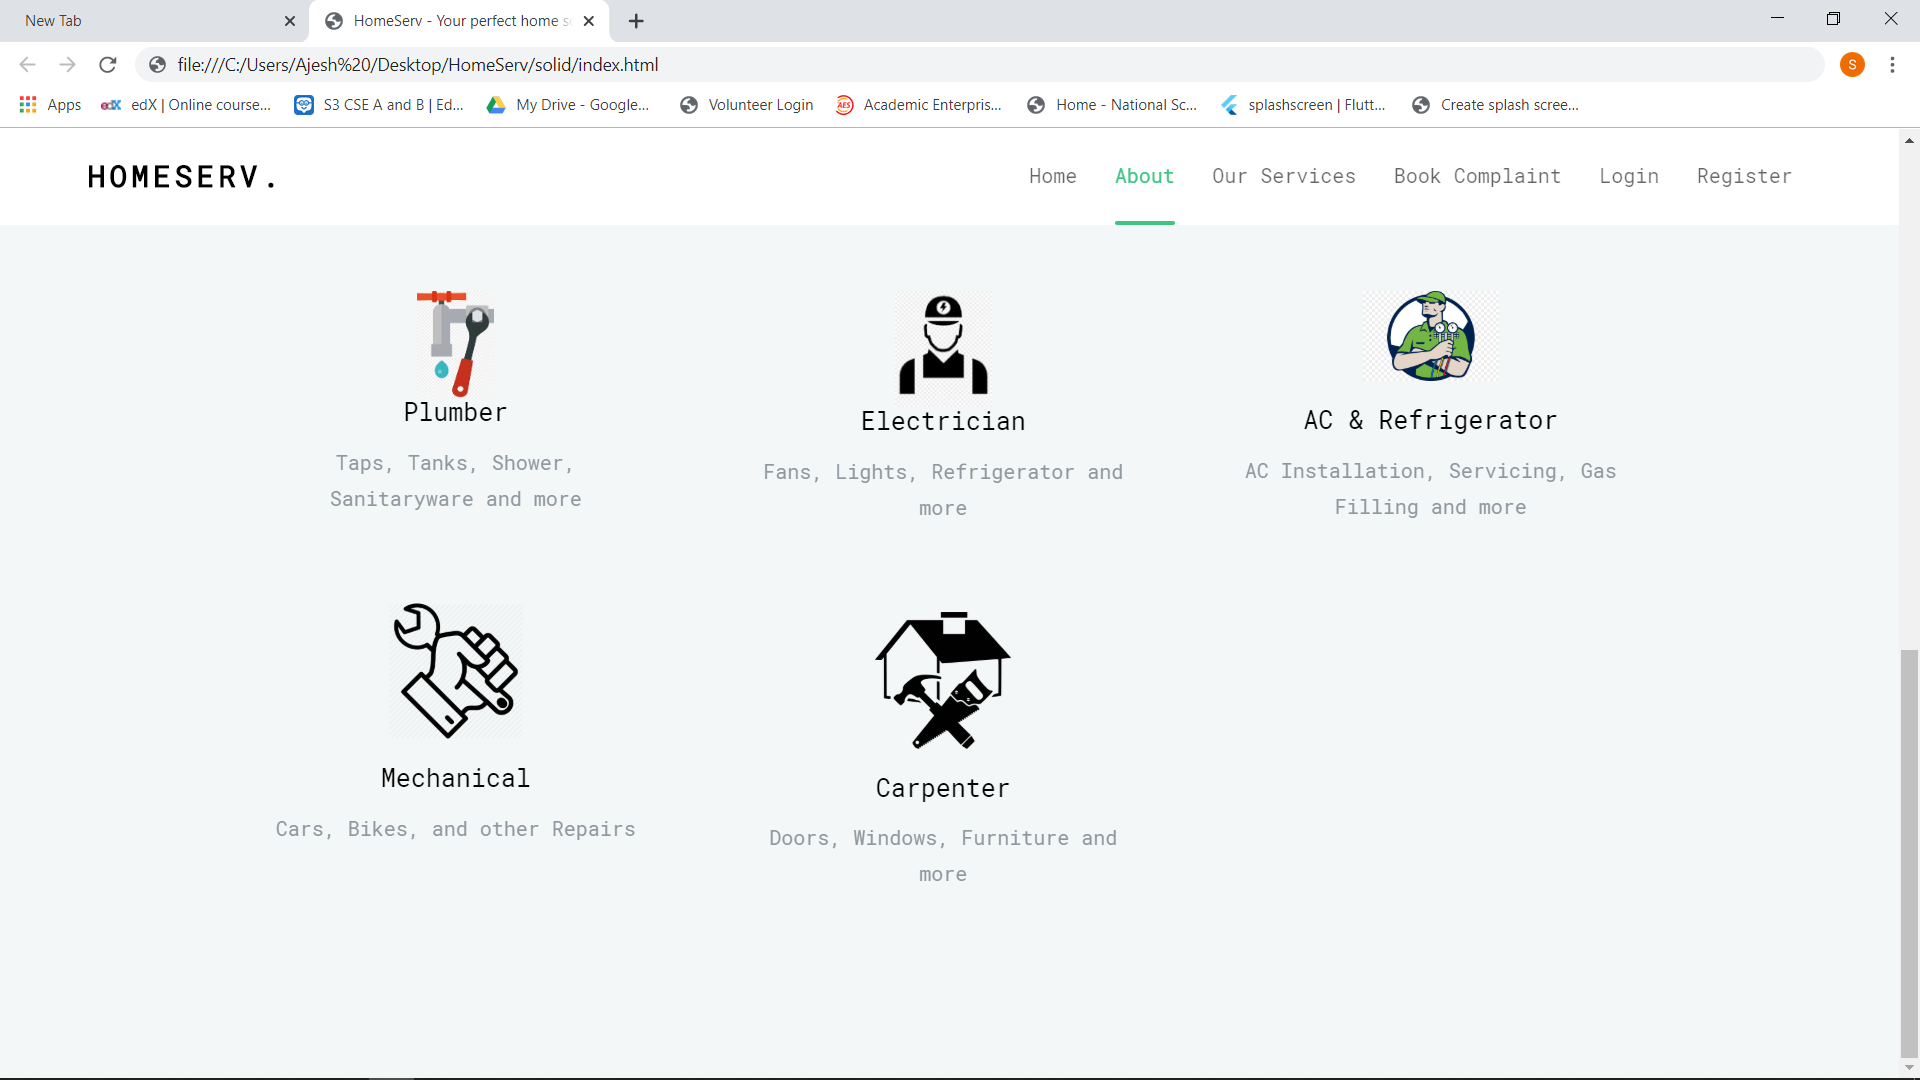 New Tab
HomeServ - Your perfect home s
file:///C:/Users/Ajesh%20/Desktop/HomeServ/solid/index.html
S
Apps
edX | Online course...
S3 CSE A and B | Ed...
My Drive - Google...
Volunteer Login
AES
Academic Enterpris...
Home - National Sc...
splashscreen | Flutt...
Create splash scree...
HOMESERV.
Home
About
Our Services
Book Complaint
Login
Register
Plumber
Taps, Tanks, Shower,
Sanitaryware and more
Electrician
Fans, Lights, Refrigerator and
more
AC & Refrigerator
AC Installation, Servicing, Gas
Filling and more
Mechanical
Cars, Bikes, and other Repairs
Carpenter
Doors, Windows, Furniture and
more